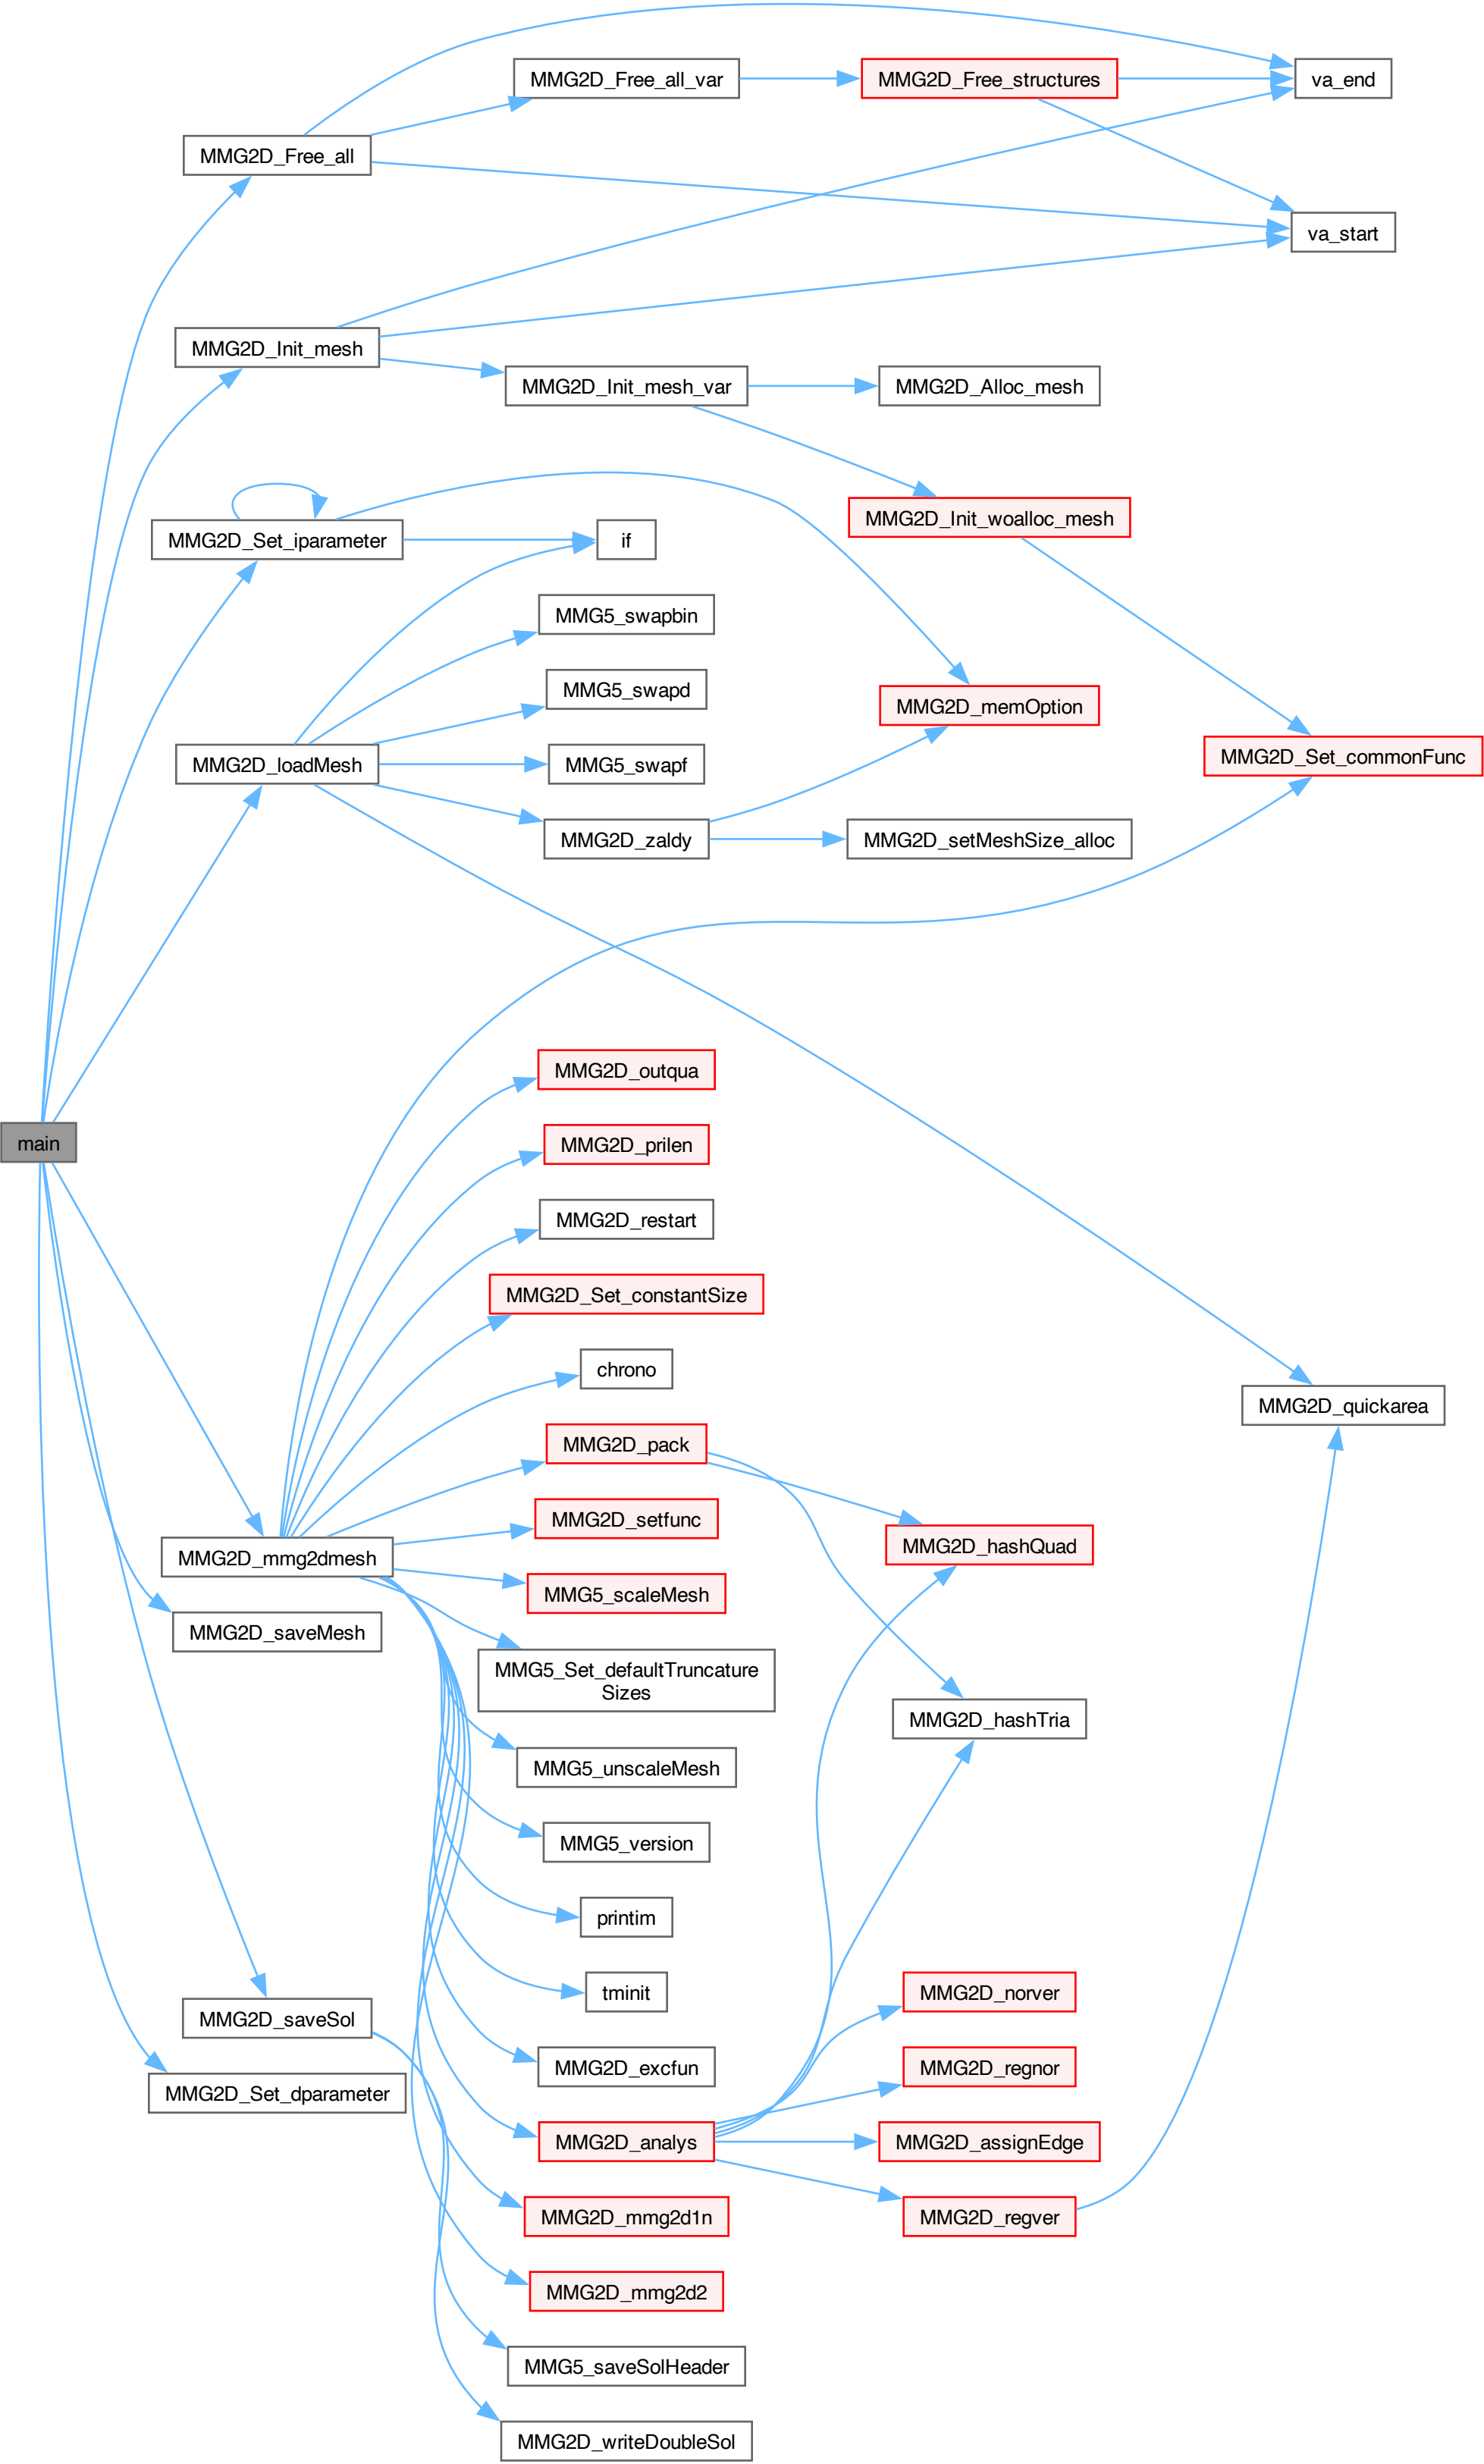 MMG2D_Free_all_var
MMG2D_Free_structures
va_end
MMG2D_Free_all
va_start
MMG2D_Init_mesh
MMG2D_Init_mesh_var
MMG2D_Alloc_mesh
MMG2D_Init_woalloc_mesh
MMG2D_Set_iparameter
if
MMG5_swapbin
MMG5_swapd
MMG2D_memOption
MMG2D_loadMesh
MMG5_swapf
MMG2D_Set_commonFunc
MMG2D_zaldy
MMG2D_setMeshSize_alloc
MMG2D_outqua
main
MMG2D_prilen
MMG2D_restart
MMG2D_Set_constantSize
chrono
MMG2D_quickarea
MMG2D_pack
MMG2D_setfunc
MMG2D_hashQuad
MMG2D_mmg2dmesh
MMG5_scaleMesh
MMG2D_saveMesh
MMG5_Set_defaultTruncature
Sizes
MMG2D_hashTria
MMG5_unscaleMesh
MMG5_version
printim
tminit
MMG2D_norver
MMG2D_saveSol
MMG2D_excfun
MMG2D_regnor
MMG2D_Set_dparameter
MMG2D_analys
MMG2D_assignEdge
MMG2D_mmg2d1n
MMG2D_regver
MMG2D_mmg2d2
MMG5_saveSolHeader
MMG2D_writeDoubleSol